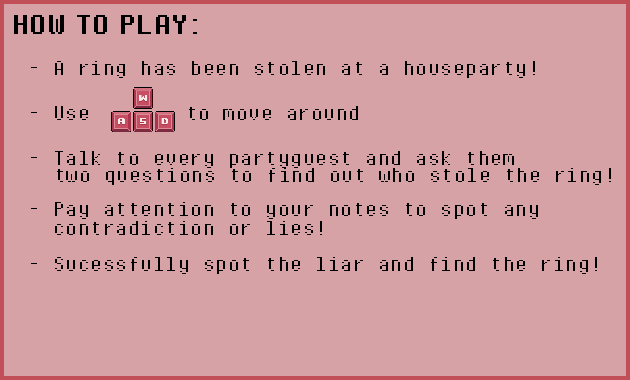 HOW TO PLAY:
- A ring has been stolen at a houseparty!
W
- Use A S D to move around
- Talk to every partyguest and ask them
two questions to find out who stole the ring!
- Pay attention to your notes to spot any
contradiction or lies!
- Sucessfully spot the liar and find the ring!